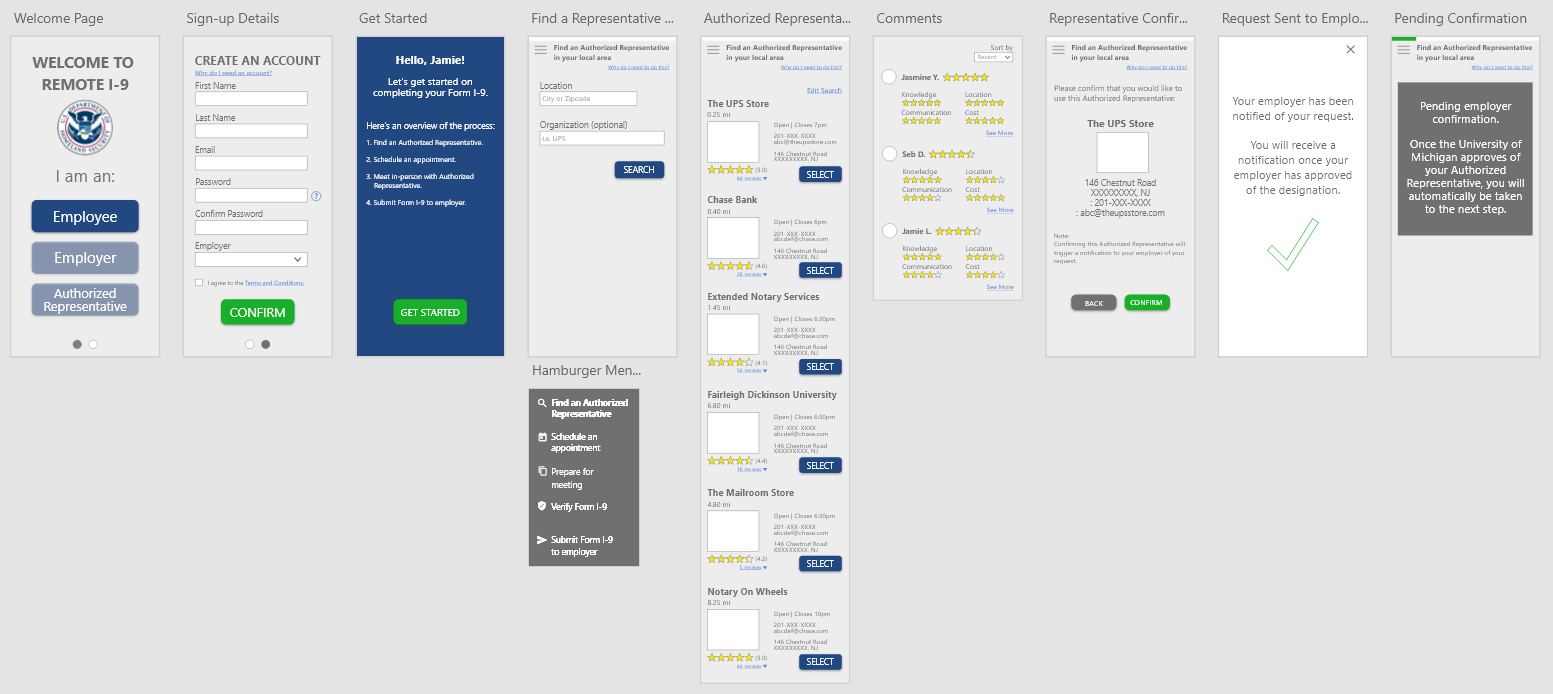 Welcome Page
WELCOME TO
REMOTE I-9
I am an:
Employee
Employer
Authorized
Representative
Sign-up Details
CREATE AN ACCOUNT
Why do I need an account?
First Name
Last Name
Email
Password
?
Confirm Password
Employer
I agree to the Terms and Conditions.
CONFIRM
Get Started
Hello, Jamie!
Let's get started on
completing your Form I-9.
Here's an overview of the process:
1. Find an Authorized Representative.
2. Schedule an appointment.
3. Meet in-person with Authorized
Representative.
4. Submit Form I-9 to employer.
GET STARTED
Find a Representative ...
Find an Authorized Representative
in your local area
Why do I need to do this?
Location
City or Zipcode
Organization (optional)
i.e. UPS
SEARCH
Hamburger Men...
Find an Authorized
Representative
Schedule an
appointment
Prepare for
meeting
Verify Form I-9
Submit Form I-9
to employer
Authorized Representa...
Find an Authorized Representative
in your local area
Why do I need to do this?
Edit Search
The UPS Store
0.25 mi
Open | Closes 7pm
201-XXX-XXXX
abc@theupsstore.com
146 Chestnut Road
XXXXXXXXX, NJ
(5.0)
64 reviews
SELECT
Chase Bank
0.40 mi
Open | Closes 6pm
201-XXX-XXXX
abcdef@chase.com
146 Chestnut Road
XXXXXXXXX, NJ
(4.6)
28 reviews
SELECT
Extended Notary Services
1.45 mi
Open | Closes 6:30pm
201-XXX-XXXX
abcdef@chase.com
146 Chestnut Road
XXXXXXXXX, NJ
(4.1)
56 reviews
SELECT
Fairleigh Dickinson University
6.80 mi
Open | Closes 6:30pm
201-XXX-XXXX
abcdef@chase.com
146 Chestnut Road
XXXXXXXXX, NJ
(4.4)
16 reviews
SELECT
The Mailroom Store
4.80 mi
Open | Closes 6:30pm
201-XXX-XXXX
abcdef@chase.com
146 Chestnut Road
XXXXXXXXX, NJ
(4.2)
5 reviews
SELECT
Notary On Wheels
8.25 mi
Open | Closes 10pm
201-XXX-XXXX
abcdef@chase.com
146 Chestnut Road
XXXXXXXXX, NJ
(5.0)
44 reviews
SELECT
Comments
Sort by
Recent
Jasmine Y.
Knowledge
Location
Communication
Cost
See More
Seb D.
Knowledge
Location
Communication
Cost
See More
Jamie L.
Knowledge
Location
Communication
Cost
See More
Representative Confir...
Find an Authorized Representative
in your local area
Why do I need to do this?
Please confirm that you would like to
use this Authorized Representative:
The UPS Store
146 Chestnut Road
XXXXXXXXX, NJ
: 201-XXX-XXXX
: abc@theupsstore.com
Note:
Confirming this Authorized Representative will
trigger a notification to your employer of your
request.
BACK
CONFIRM
Request Sent to Emplo...
Your employer has been
notified of your request.
You will receive a
notification once your
employer has approved
of the designation.
Pending Confirmation
Find an Authorized Representative
in your local area
Why do I need to do this?
Pending employer
confirmation.
Once the University of
Michigan approves of
your Authorized
Representative, you will
automatically be taken
to the next step.